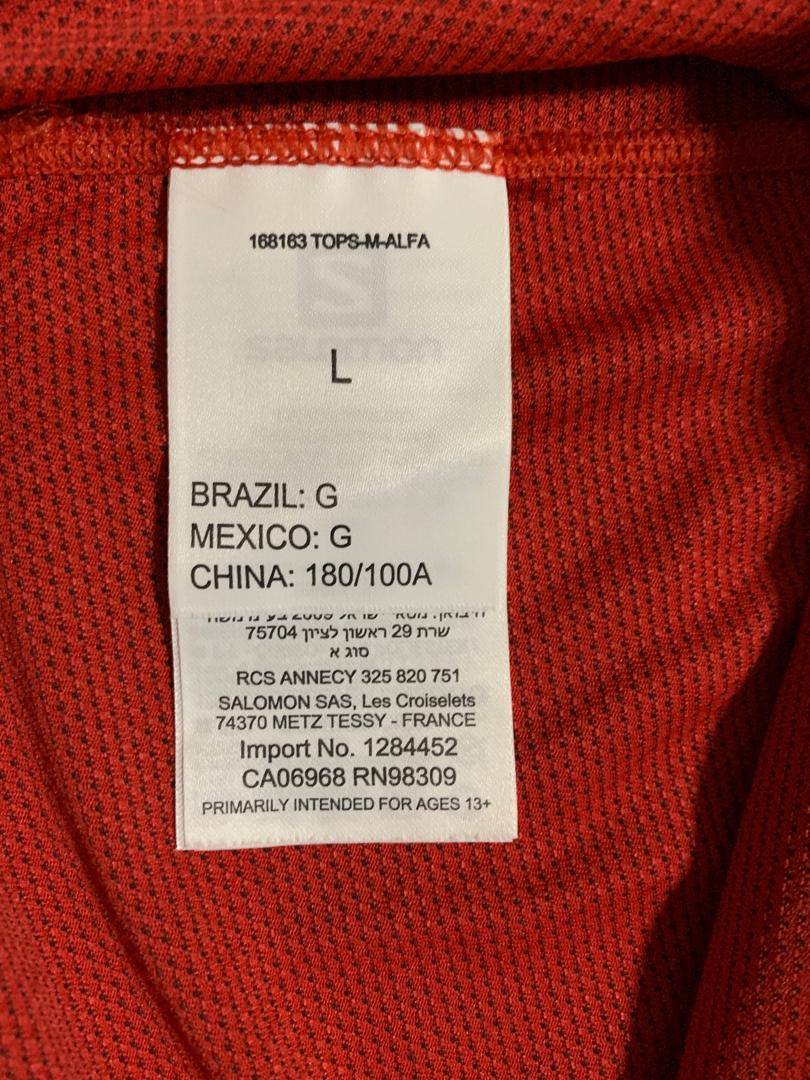 168163 TOPS-M-ALFA
S
salomon
L
BRAZIL: G
MEXICO: G
CHINA: 180/100A
שרת 29 ראשון לציון 75704
סוג א
RCS ANNECY 325 820 751
SALOMON SAS, Les Croiselets
74370 METZ TESSY - FRANCE
Import No. 1284452
CA06968 RN98309
PRIMARILY INTENDED FOR AGES 13+